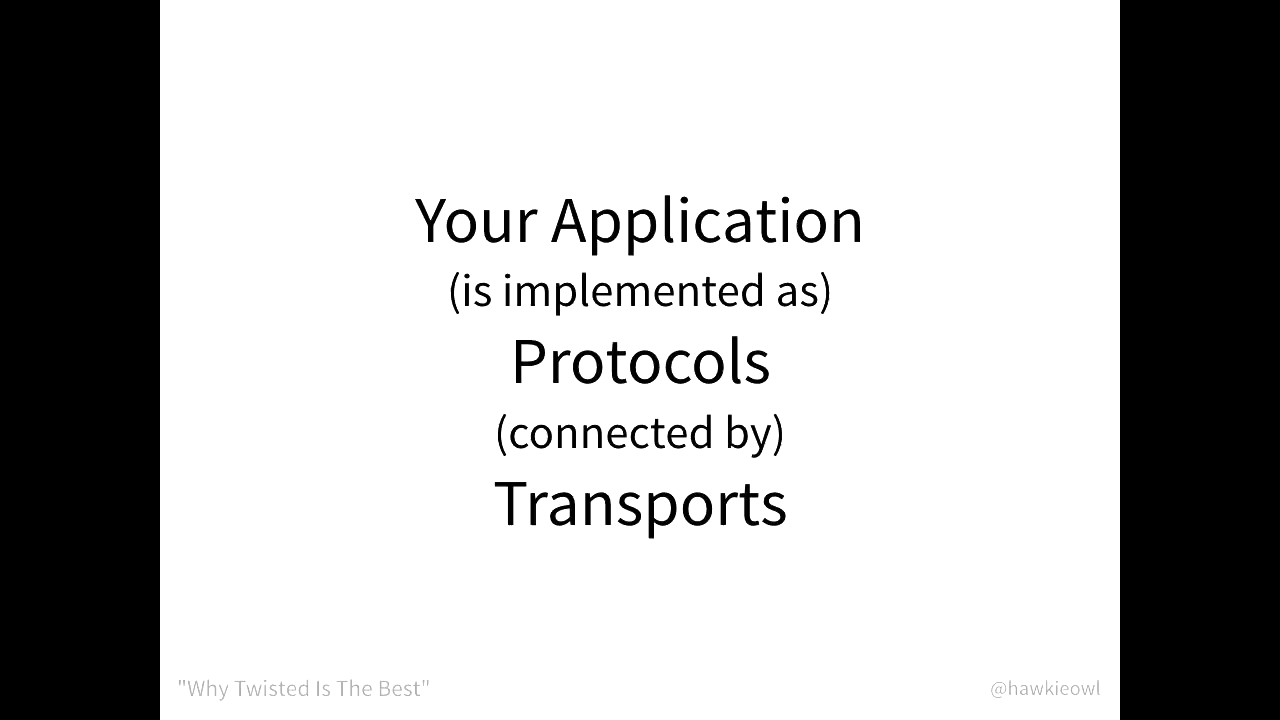 Your Application
(is implemented as)
Protocols
(connected by)
Transports
"Why Twisted Is The Best"
@hawkieowl